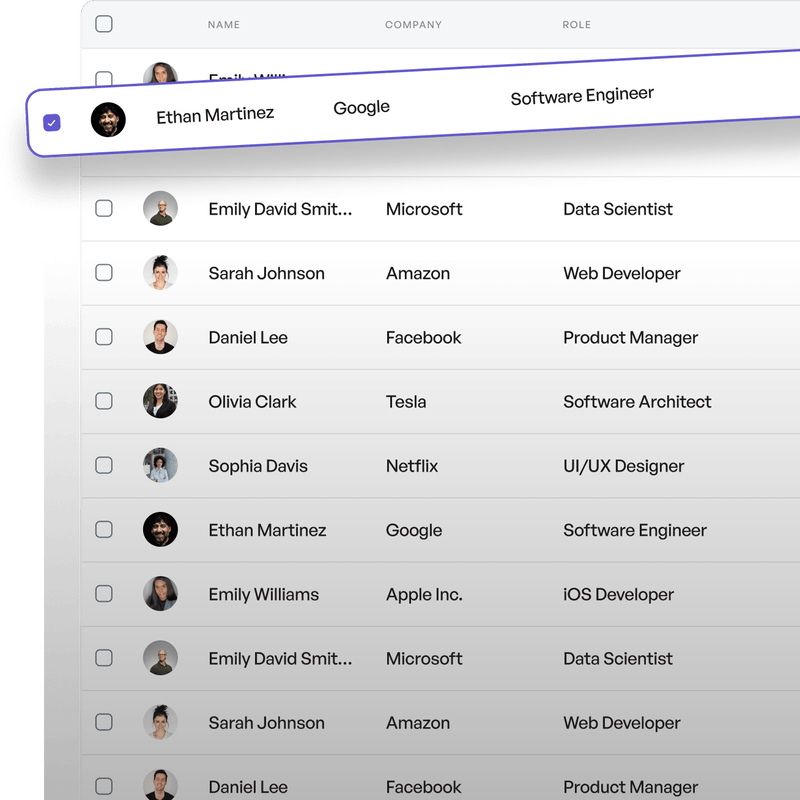 NAME COMPANY ROLE
Emily Willi
Ethan Martinez Google Software Engineer
Emily David Smit... Microsoft Data Scientist
Sarah Johnson Amazon Web Developer
Daniel Lee Facebook Product Manager
Olivia Clark Tesla Software Architect
Sophia Davis Netflix UI/UX Designer
Ethan Martinez Google Software Engineer
Emily Williams Apple Inc. iOS Developer
Emily David Smit... Microsoft Data Scientist
Sarah Johnson Amazon Web Developer
Daniel Lee Facebook Product Manager